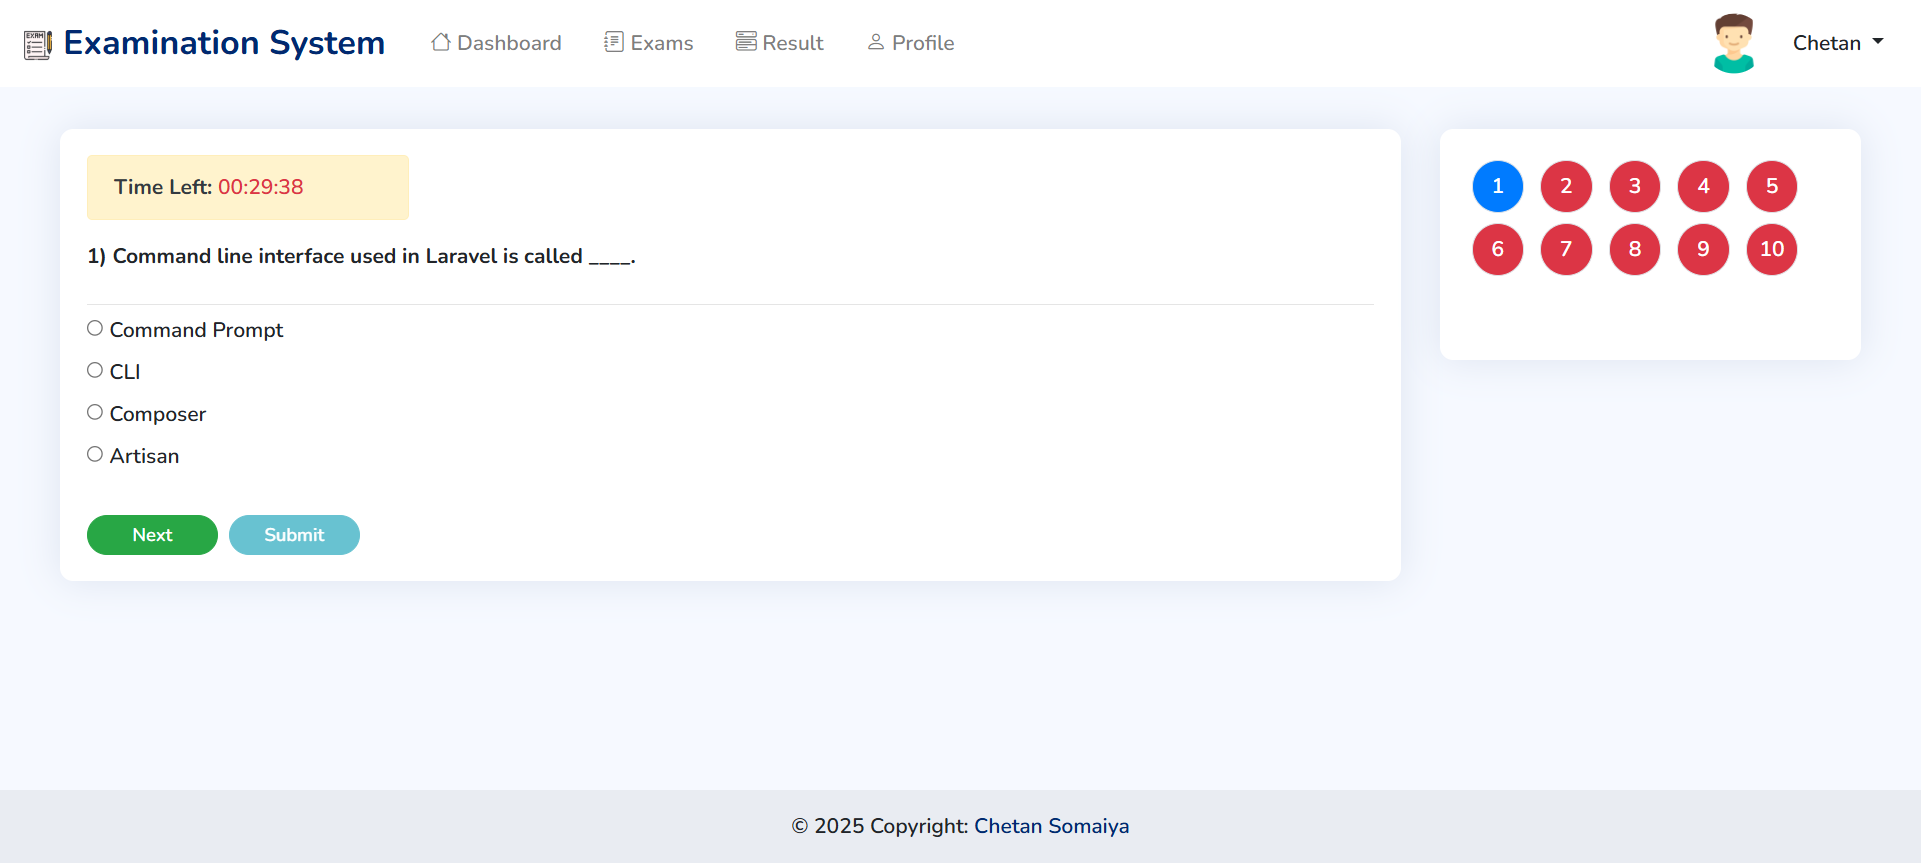 EXAM Examination System Dashboard Exams Result Profile Chetan
Time Left: 00:29:38
1) Command line interface used in Laravel is called ____.
Command Prompt
CLI
Composer
Artisan
Next Submit
1 2 3 4 5
6 7 8 9 10
© 2025 Copyright: Chetan Somaiya